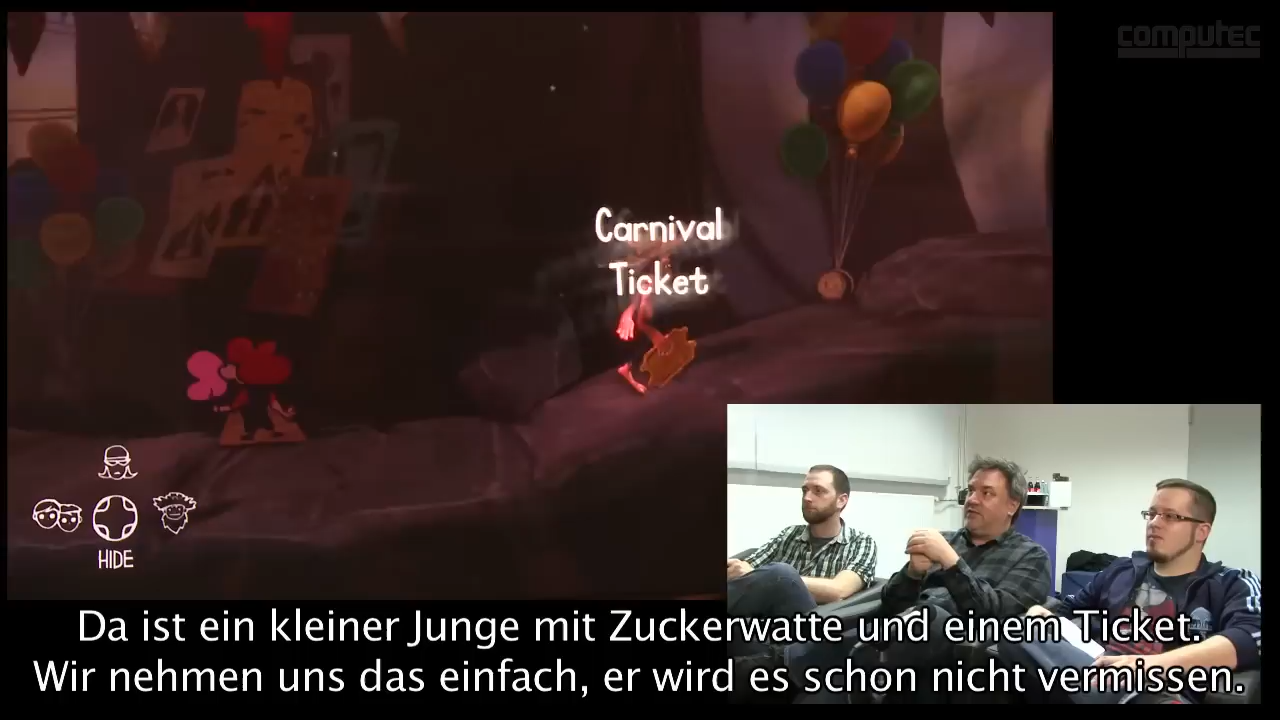 computec
Carnival
Ticket
HIDE
Da ist ein kleiner Junge mit Zuckerwatte und einem Ticket.
Wir nehmen uns das einfach, er wird es schon nicht vermissen.